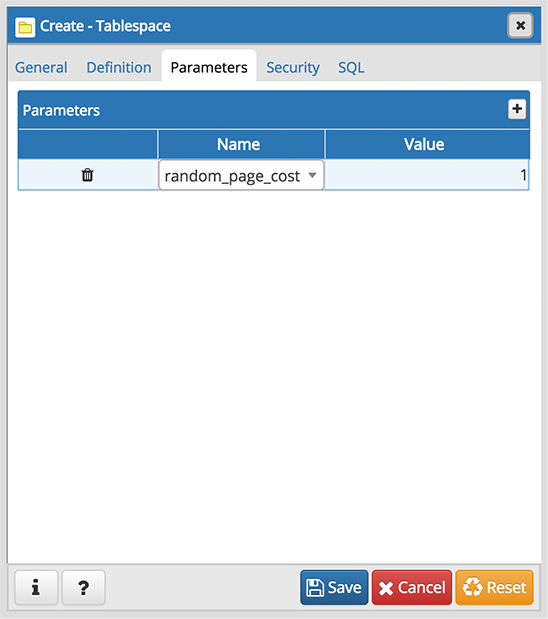 Create - Tablespace
General Definition Parameters Security SQL
Parameters
Name Value
random_page_cost 1
i ? Save Cancel Reset